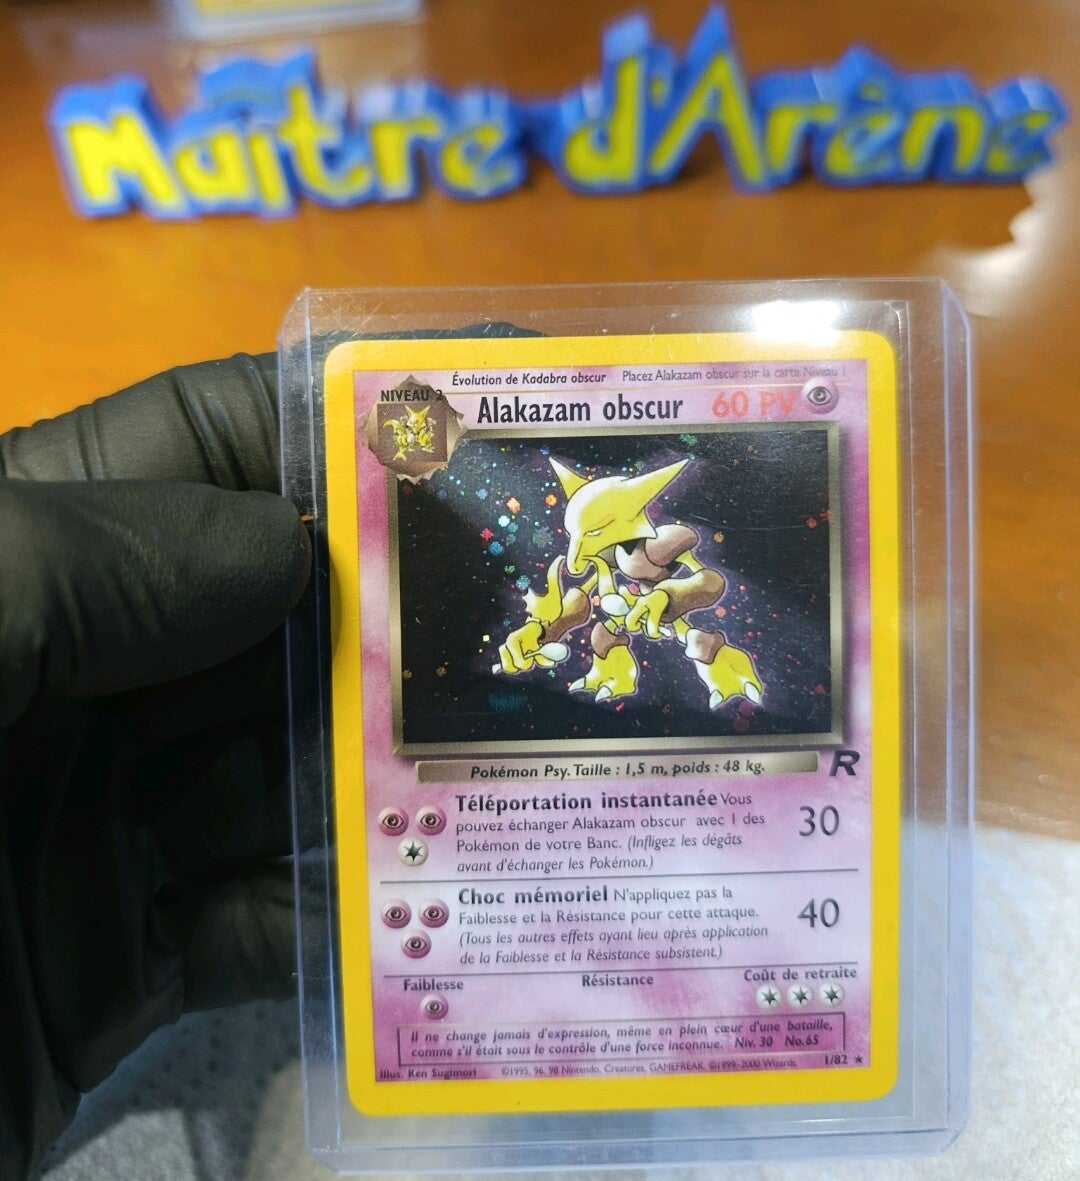 Maître d'Arène
Évolution de Kadabra obscur Placez Alakazam obscur sur la carte Niveau 1
NIVEAU 2
Alakazam obscur 60 PV
Pokémon Psy. Taille : 1,5 m, poids : 48 kg.
R
Téléportation instantanée Vous
pouvez échanger Alakazam obscur avec 1 des
Pokémon de votre Banc. (Infligez les dégâts
avant d'échanger les Pokémon.)
30
Choc mémoriel N'appliquez pas la
Faiblesse et la Résistance pour cette attaque.
(Tous les autres effets ayant lieu après application
de la Faiblesse et la Résistance subsistent.)
40
Faiblesse Résistance Coût de retraite
Il ne change jamais d'expression, même en plein cœur d'une bataille,
comme s'il était sous le contrôle d'une force inconnue. Niv. 30 No.65
Illus. Ken Sugimori ©1995, 96, 98 Nintendo, Creatures, GAMEFREAK. ©1999-2000 Wizards. 1/82 ★